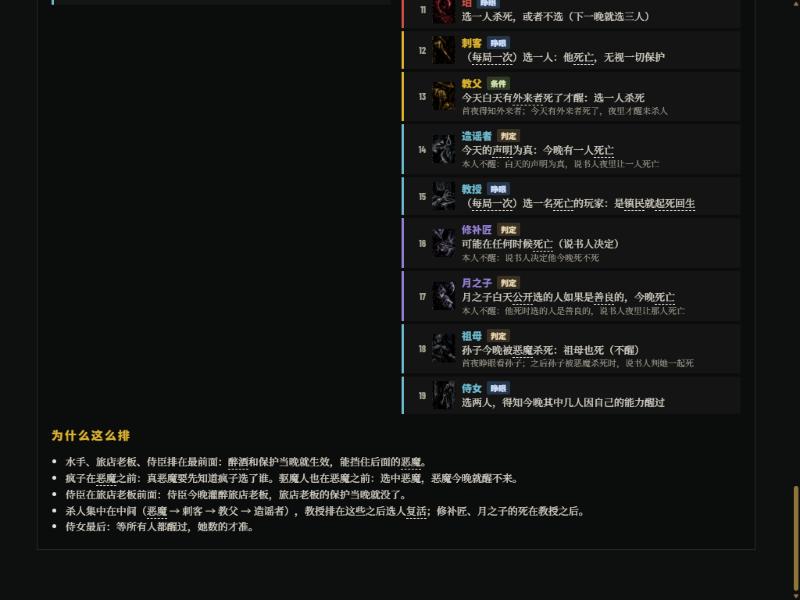 11
珀 睁眼
选一人杀死，或者不选（下一晚就选三人）
12
刺客 睁眼
（每局一次）选一人：他死亡，无视一切保护
13
教父 条件
今天白天有外来者死了才醒：选一人杀死
首夜得知外来者；今天有外来者死了，夜里才醒来杀人
14
造谣者 判定
今天的声明为真：今晚有一人死亡
本人不醒：白天的声明为真，说书人夜里让一人死亡
15
教授 睁眼
（每局一次）选一名死亡的玩家：是镇民就起死回生
16
修补匠 判定
可能在任何时候死亡（说书人决定）
本人不醒：说书人决定他今晚死不死
17
月之子 判定
月之子白天公开选的人如果是善良的，今晚死亡
本人不醒：他死时选的人是善良的，说书人夜里让那人死亡
18
祖母 判定
孙子今晚被恶魔杀死：祖母也死（不醒）
首夜睁眼看孙子；之后孙子被恶魔杀死时，说书人判她一起死
19
侍女 睁眼
选两人，得知今晚其中几人因自己的能力醒过
为什么这么排
• 水手、旅店老板、侍臣排在最前面：醉酒和保护当晚就生效，能挡住后面的恶魔。
• 疯子在恶魔之前：真恶魔要先知道疯子选了谁。驱魔人也在恶魔之前：选中恶魔，恶魔今晚就醒不来。
• 侍臣在旅店老板前面：侍臣今晚灌醉旅店老板，旅店老板的保护当晚就没了。
• 杀人集中在中间（恶魔 → 刺客 → 教父 → 造谣者），教授排在这些之后选人复活；修补匠、月之子的死在教授之后。
• 侍女最后：等所有人都醒过，她数的才准。